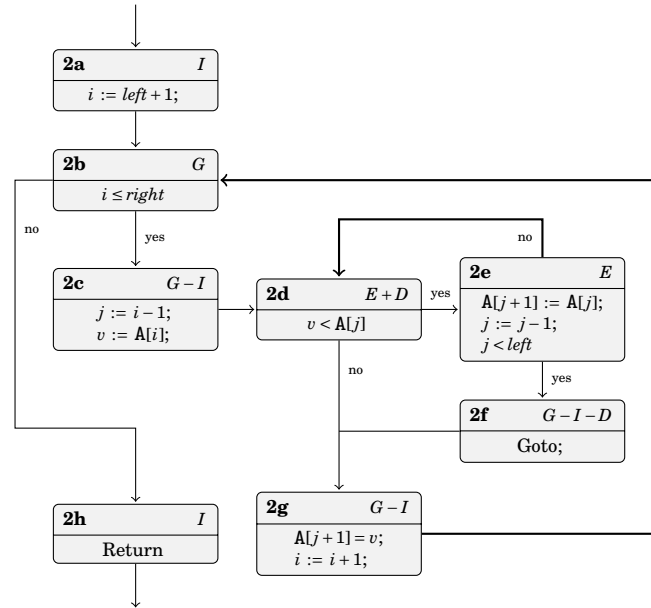 2a I
i := left + 1;
2b G
i ≤ right
no
yes
no
2c G − I
j := i − 1;
v := A[i];
2d E + D
v < A[j]
yes
2e E
A[j + 1] := A[j];
j := j − 1;
j < left
no
yes
2f G − I − D
Goto;
2g G − I
A[j + 1] = v;
i := i + 1;
2h I
Return